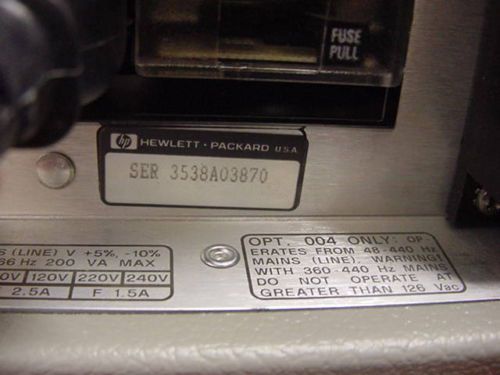 FUSE
PULL
hp HEWLETT · PACKARD U S A
SER 3538A03870
(LINE) V +5%, -10%
66 Hz 200 VA MAX
120V 220V 240V
2.5A F 1.5A
OPT. 004 ONLY: OP
ERATES FROM 48-440 Hz
MAINS (LINE). WARNING!
WITH 360-440 Hz MAINS
DO NOT OPERATE AT
GREATER THAN 126 Vac